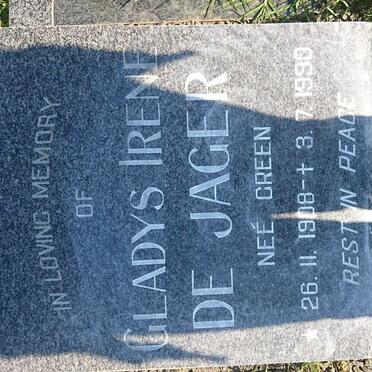 IN LOVING MEMORY
OF
GLADYS IRENE
DE JAGER
NEÉ GREEN
* 26.11.1908 - + 3.7.1990
REST IN PEACE